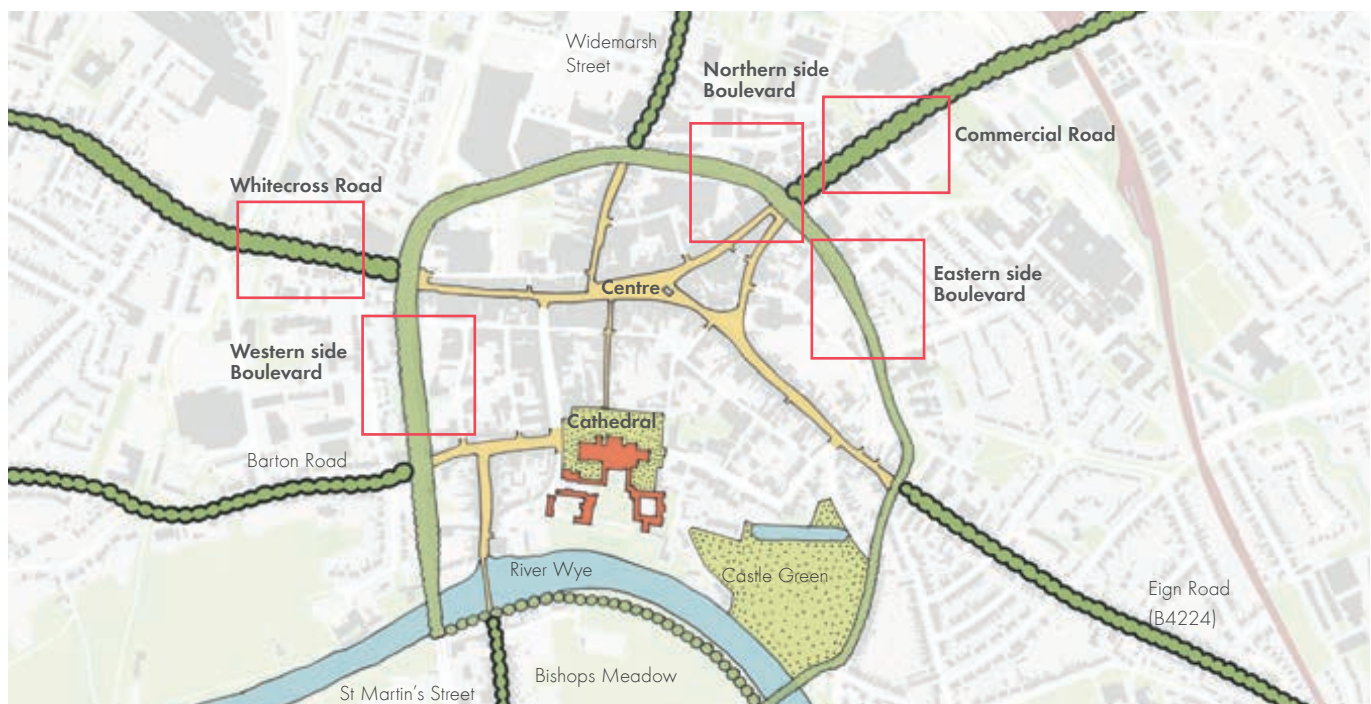 Widemarsh
Street
Northern side
Boulevard
Commercial Road
Whitecross Road
Eastern side
Boulevard
Centre
Western side
Boulevard
Cathedral
Barton Road
River Wye
Castle Green
Eign Road
(B4224)
Bishops Meadow
St Martin's Street